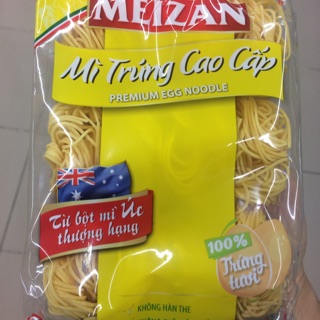 MEIZAN
Mì Trứng Cao Cấp
PREMIUM EGG NOODLE
Từ bột mì Úc
thượng hạng
100%
Trứng
tươi
KHÔNG HÀN THE